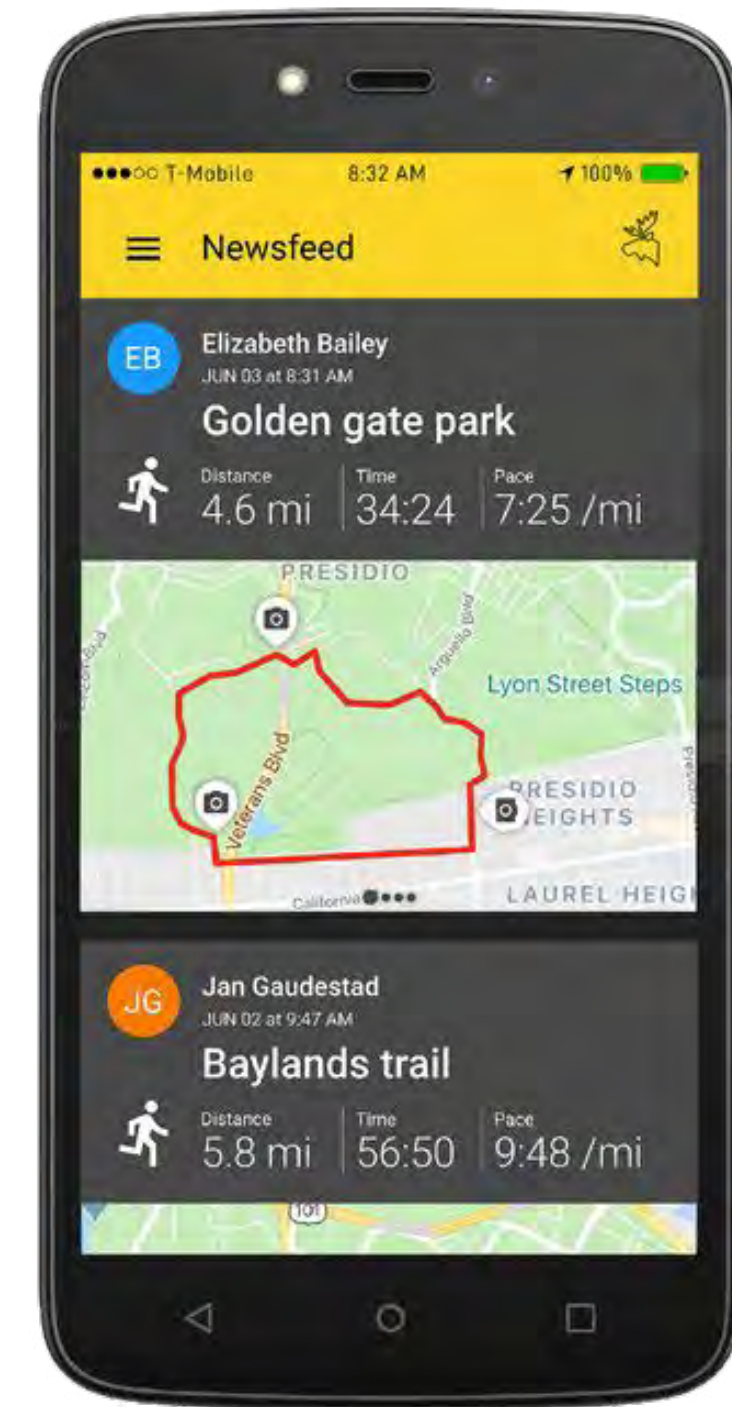 T-Mobile 8:32 AM 100%
Newsfeed
EB Elizabeth Bailey
JUN 03 at 8:31 AM
Golden gate park
Distance Time Pace
4.6 mi 34:24 7:25 /mi
PRESIDIO
Arguello Blvd
Lyon Street Steps
Veterans Blvd
PRESIDIO
HEIGHTS
California
LAUREL HEIG
JG Jan Gaudestad
JUN 02 at 9:47 AM
Baylands trail
Distance Time Pace
5.8 mi 56:50 9:48 /mi
101